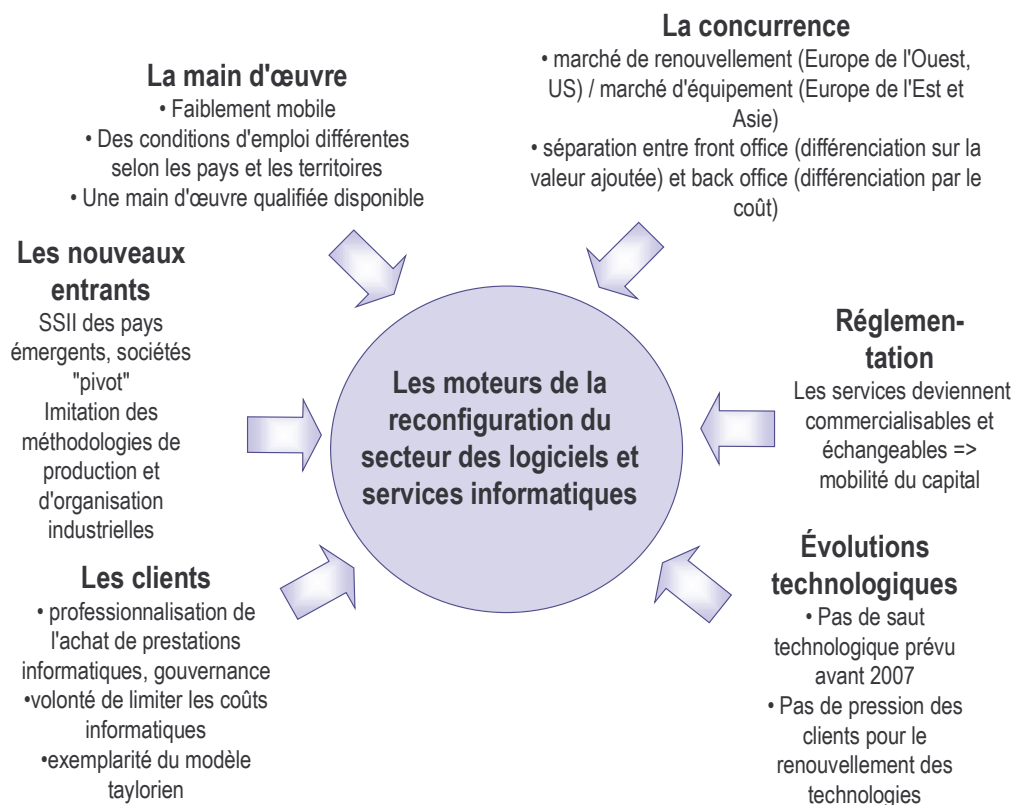 La concurrence
• marché de renouvellement (Europe de l'Ouest,
US) / marché d'équipement (Europe de l'Est et
Asie)
• séparation entre front office (différenciation sur la
valeur ajoutée) et back office (différenciation par le
coût)
La main d'œuvre
• Faiblement mobile
• Des conditions d'emploi différentes
selon les pays et les territoires
• Une main d'œuvre qualifiée disponible
Les nouveaux
entrants
SSII des pays
émergents, sociétés
"pivot"
Imitation des
méthodologies de
production et
d'organisation
industrielles
Les moteurs de la
reconfiguration du
secteur des logiciels et
services informatiques
Réglemen-
tation
Les services deviennent
commercialisables et
échangeables =>
mobilité du capital
Les clients
• professionnalisation de
l'achat de prestations
informatiques, gouvernance
•volonté de limiter les coûts
informatiques
•exemplarité du modèle
taylorien
Évolutions
technologiques
• Pas de saut
technologique prévu
avant 2007
• Pas de pression des
clients pour le
renouvellement des
technologies